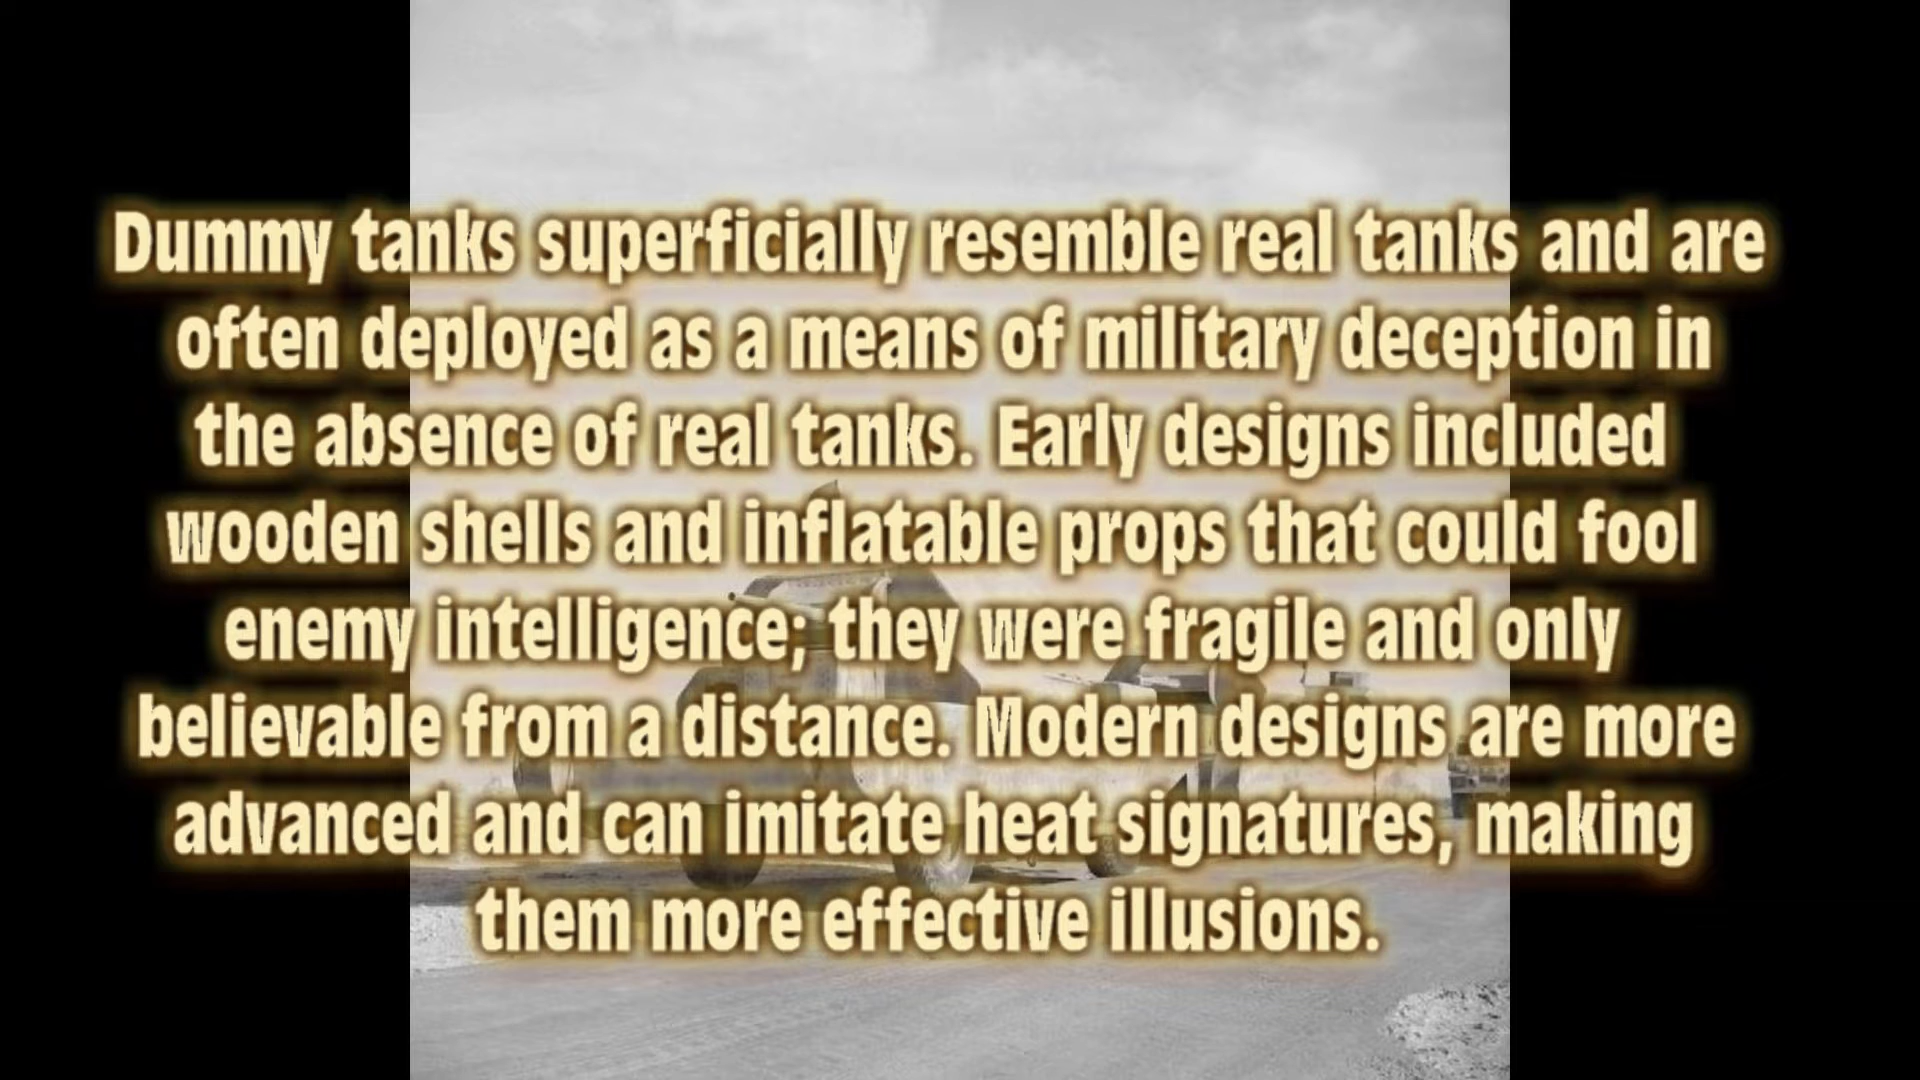 Dummy tanks superficially resemble real tanks and are
often deployed as a means of military deception in
the absence of real tanks. Early designs included
wooden shells and inflatable props that could fool
enemy intelligence; they were fragile and only
believable from a distance. Modern designs are more
advanced and can imitate heat signatures, making
them more effective illusions.